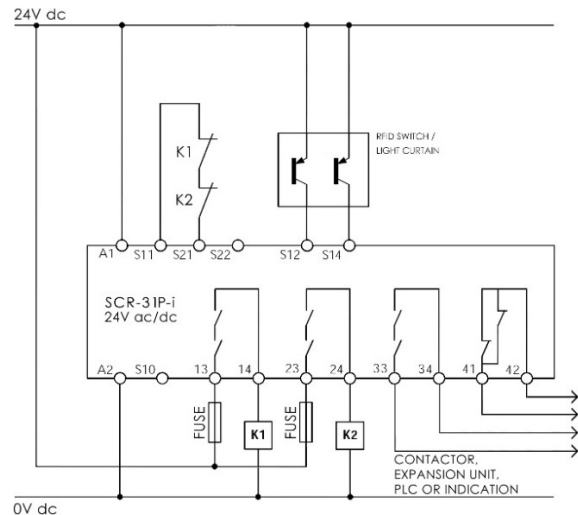 24V dc
K1
K2
RFID SWITCH /
LIGHT CURTAIN
A1 S11 S21 S22 S12 S14
SCR-31P-i
24V ac/dc
A2 S10 13 14 23 24 33 34 41 42
FUSE K1 FUSE K2
CONTACTOR,
EXPANSION UNIT,
PLC OR INDICATION
0V dc